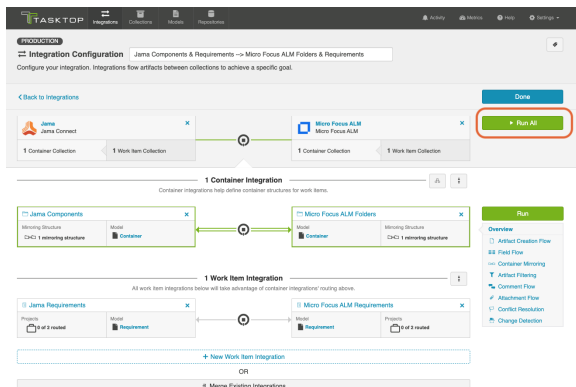 TASKTOP
Integrations
Collections
Models
Repositories
Activity
Metrics
Help
Settings
PRODUCTION
Integration Configuration
Jama Components & Requirements --> Micro Focus ALM Folders & Requirements
Configure your integration. Integrations flow artifacts between collections to achieve a specific goal.
Back to Integrations
Done
Jama
Jama Connect
×
Micro Focus ALM
Micro Focus ALM
×
Run All
1 Container Collection
1 Work Item Collection
1 Container Collection
1 Work Item Collection
1 Container Integration
Container integrations help define container structures for work items.
Jama Components
×
Micro Focus ALM Folders
×
Run
Mirroring Structure
1 mirroring structure
Model
Container
Model
Container
Mirroring Structure
1 mirroring structure
Overview
Artifact Creation Flow
Field Flow
Container Mirroring
Artifact Filtering
Comment Flow
Attachment Flow
Conflict Resolution
Change Detection
1 Work Item Integration
All work item integrations below will take advantage of container integrations' routing above.
Jama Requirements
×
Micro Focus ALM Requirements
×
Projects
0 of 3 routed
Model
Requirement
Model
Requirement
Projects
0 of 3 routed
+ New Work Item Integration
OR
Merge Existing Integrations